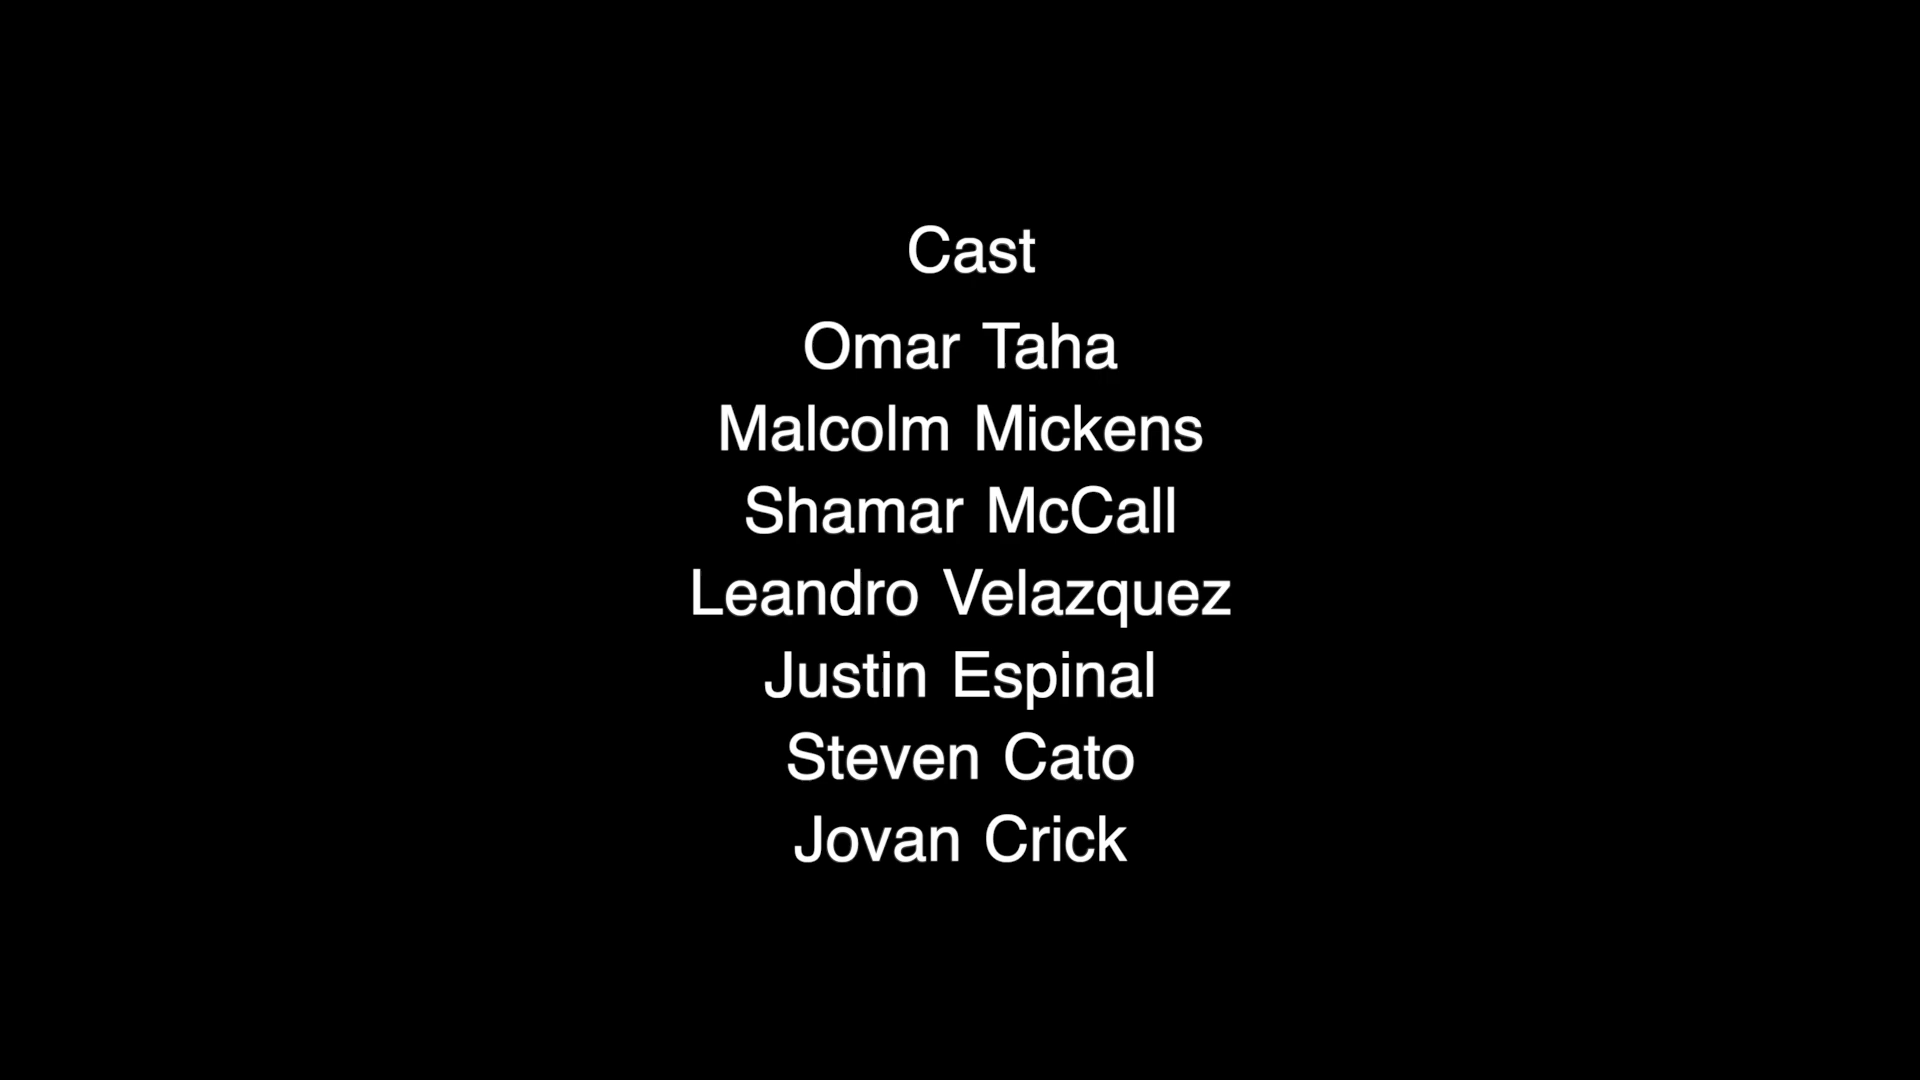 Cast
Omar Taha
Malcolm Mickens
Shamar McCall
Leandro Velazquez
Justin Espinal
Steven Cato
Jovan Crick